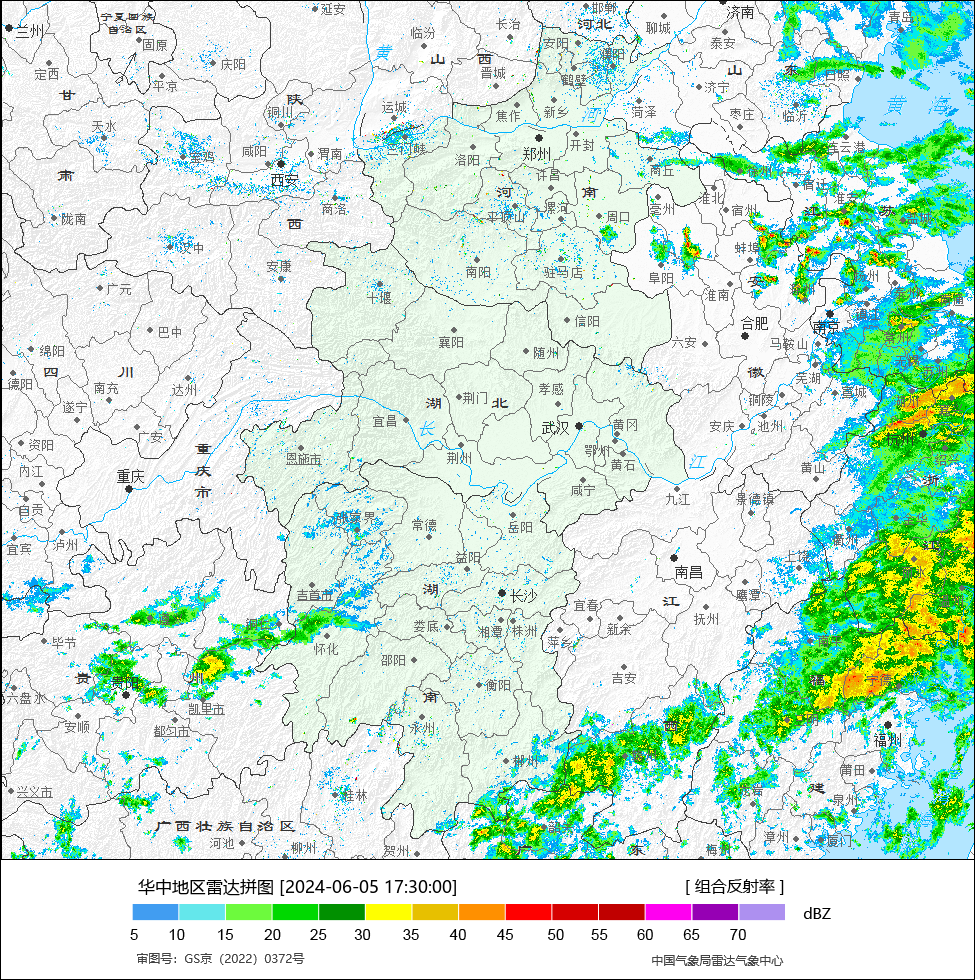 延安
宁夏回族
自治区
兰州
固原
定西
庆阳
平凉
甘
临汾
长治
邯郸
河北
聊城
济南
青岛
泰安
安阳
濮阳
山 西
晋城
鹤壁
山 东
日照
济宁
黄
陕
铜川
运城
焦作
新乡
菏泽
枣庄
临沂
黄 海
天水
宝鸡
咸阳
渭南
三门峡
洛阳
郑州
开封
河
连云港
肃
西安
商丘
徐州
宿迁
许昌
河 南
商洛
平顶山
漯河
周口
亳州
淮北
宿州
江 苏
淮安
盐城
陇南
西
汉中
安康
南阳
驻马店
阜阳
蚌埠
安
淮南
扬州
广元
十堰
信阳
合肥
南京
巴中
襄阳
随州
六安
马鞍山
绵阳
四 川
德阳
南充
达州
湖 北
荆门
孝感
徽
芜湖
宣城
铜陵
遂宁
广安
宜昌
长
武汉
黄冈
安庆
池州
杭州
资阳
重
庆
市
恩施市
荆州
鄂州
黄石
江
黄山
内江
重庆
咸宁
九江
景德镇
浙
自贡
张家界
常德
岳阳
衢州
宜宾
泸州
益阳
南昌
上饶
吉首市
湖
长沙
宜春
江
鹰潭
抚州
娄底
湘潭
株洲
新余
萍乡
毕节
怀化
邵阳
贵
贵阳
州
吉安
南
衡阳
福
宁德
六盘水
凯里市
安顺
都匀市
永州
福州
郴州
莆田
兴义市
桂林
建
泉州
广西壮族自治区
河池
柳州
贺州
广
东
梅州
漳州
厦门
华中地区雷达拼图 [2024-06-05 17:30:00]
[ 组合反射率 ]
dBZ
5 10 15 20 25 30 35 40 45 50 55 60 65 70
审图号：GS京（2022）0372号
中国气象局雷达气象中心